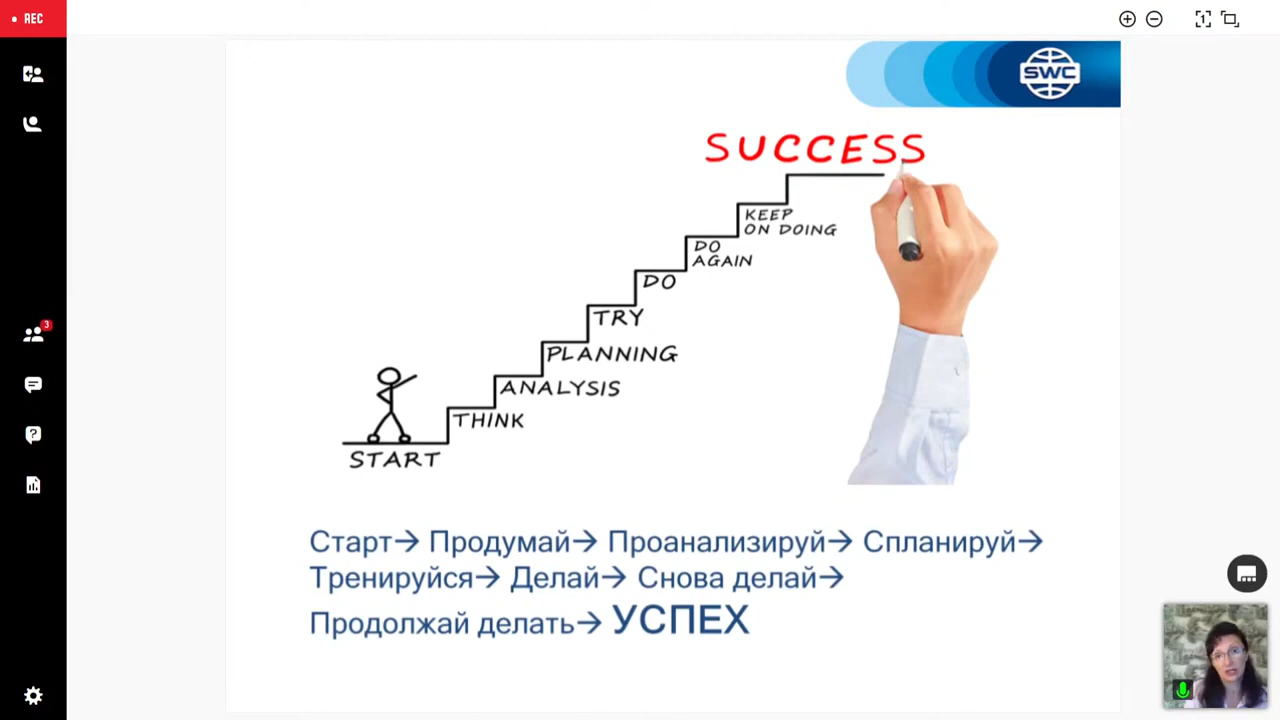 REC
SWC
SUCCESS
KEEP
ON DOING
DO
AGAIN
DO
TRY
PLANNING
ANALYSIS
THINK
START
3
Старт→ Продумай→ Проанализируй→ Спланируй→
Тренируйся→ Делай→ Снова делай→
Продолжай делать→ УСПЕХ